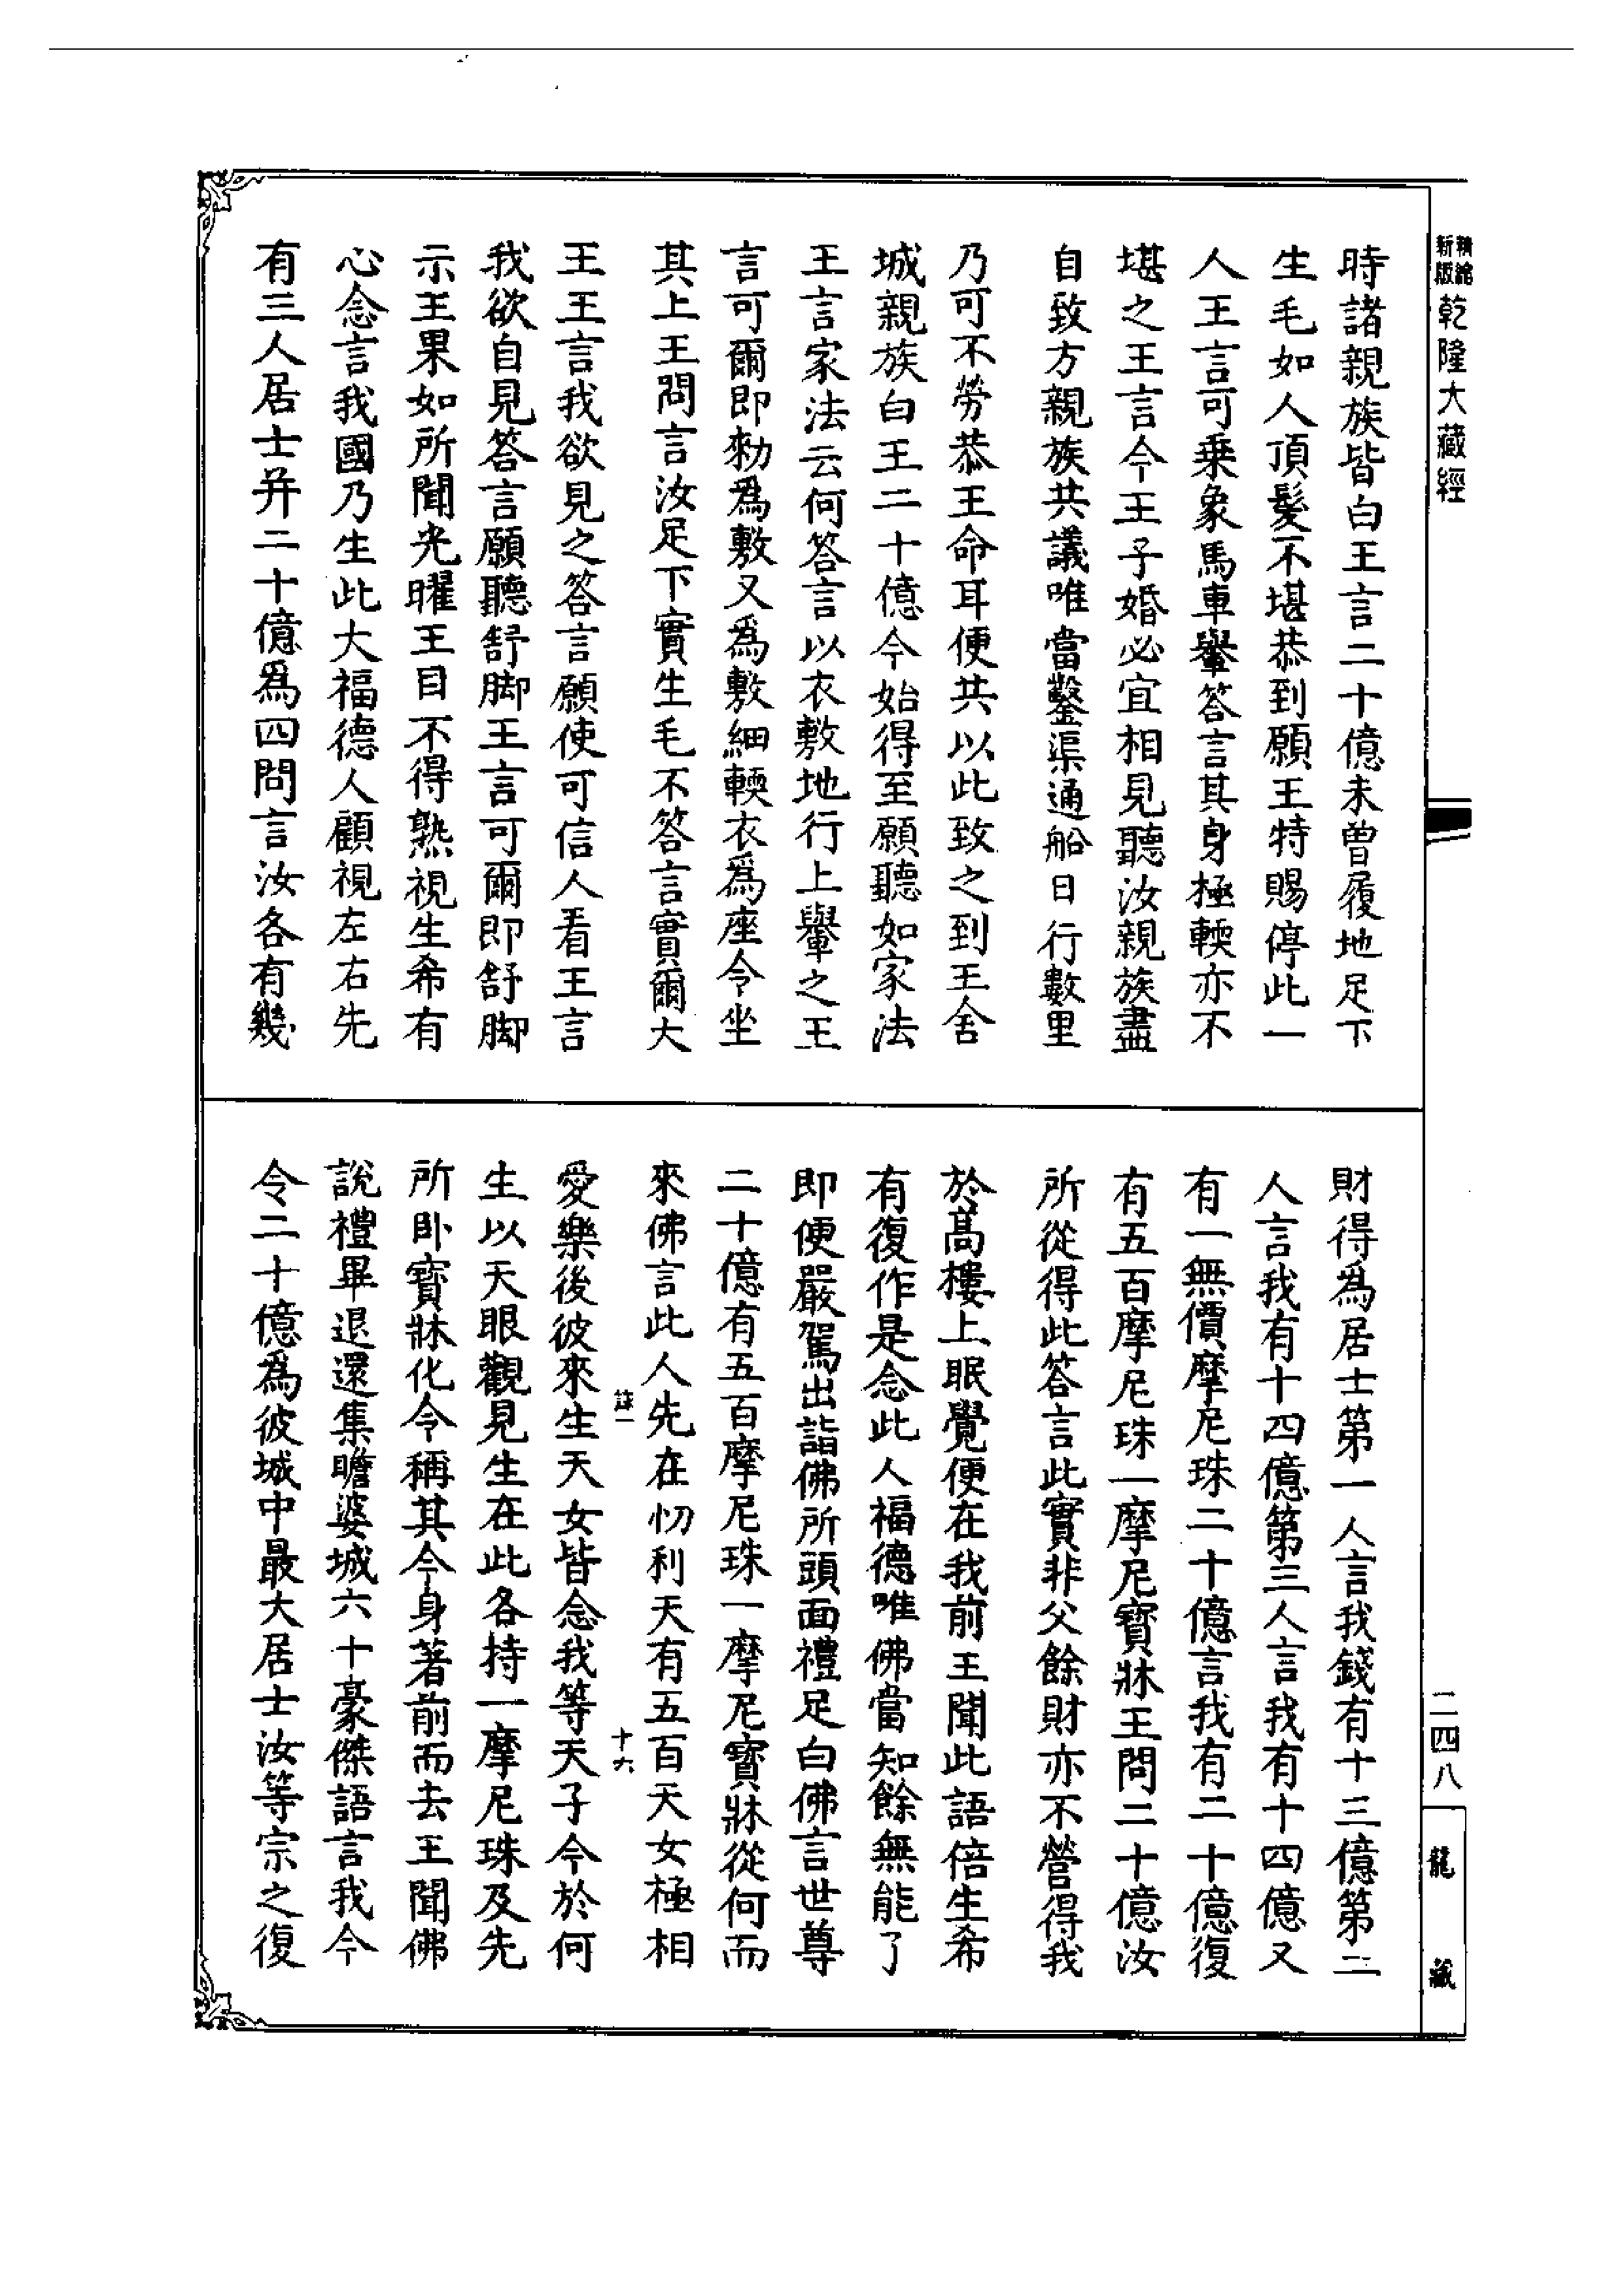 精縮
新版
乾隆大藏經
時諸親族皆白王言二十億未曾履地足下
生毛如人頂髮不堪恭到願王特賜停此一
人王言可乗象馬車轝答言其身極輭亦不
堪之王言今王子婚必宜相見聽汝親族盡
自致方親族共議唯當鑿渠通船日行數里
乃可不勞恭王命耳便共以此致之到王舍
城親族白王二十億今始得至願聽如家法
王言家法云何答言以衣敷地行上轝之王
言可爾即勑爲敷又爲敷細輭衣爲座令坐
其上王問言汝足下實生毛不答言實爾大
王王言我欲見之答言願使可信人看王言
我欲自見答言願聽舒脚王言可爾即舒脚
示王果如所聞光曜王目不得熟視生希有
心念言我國乃生此大福德人顧視左右先
有三人居士并二十億爲四問言汝各有幾
財得為居士第一人言我錢有十三億第二
人言我有十四億第三人言我有十四億又
有一無價摩尼珠二十億言我有二十億復
有五百摩尼珠一摩尼寶牀王問二十億汝
所從得此答言此實非父餘財亦不營得我
於高樓上眠覺便在我前王聞此語倍生希
有復作是念此人福德唯佛當知餘無能了
即便嚴駕出詣佛所頭面禮足白佛言世尊
二十億有五百摩尼珠一摩尼寶牀從何而
來佛言此人先在忉利天有五百天女極相
愛樂後彼來生天女皆念我等天子今於何
生以天眼觀見生在此各持一摩尼珠及先
所卧寶牀化令稱其今身著前而去王聞佛
說禮畢退還集瞻婆城六十豪傑語言我今
令二十億爲彼城中最大居士汝等宗之復
十六
二四八
龍藏